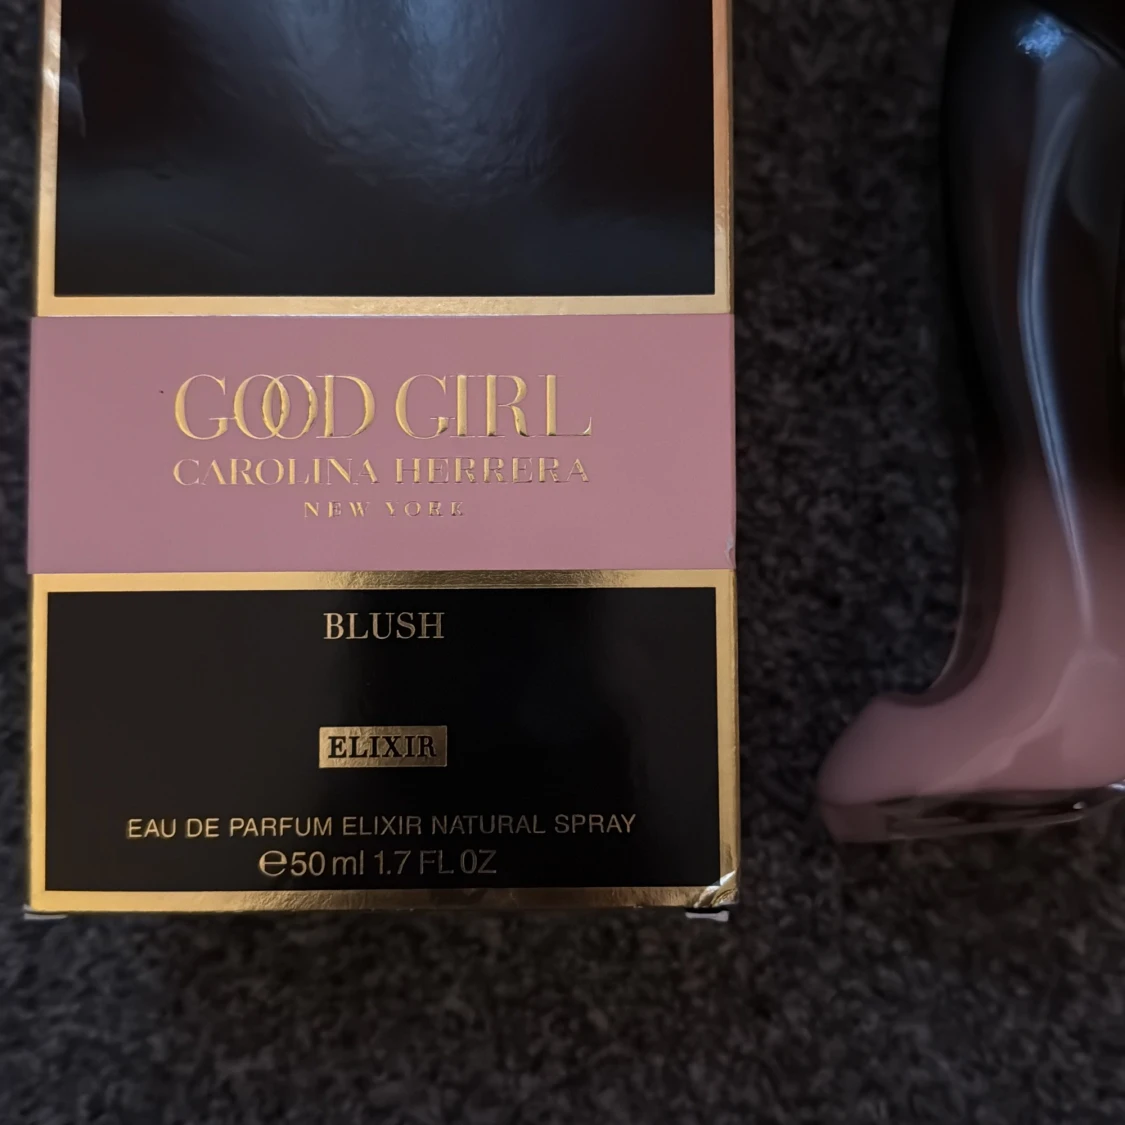 GOOD GIRL
CAROLINA HERRERA
NEW YORK
BLUSH
ELIXIR
EAU DE PARFUM ELIXIR NATURAL SPRAY
℮50 ml 1.7 FL OZ